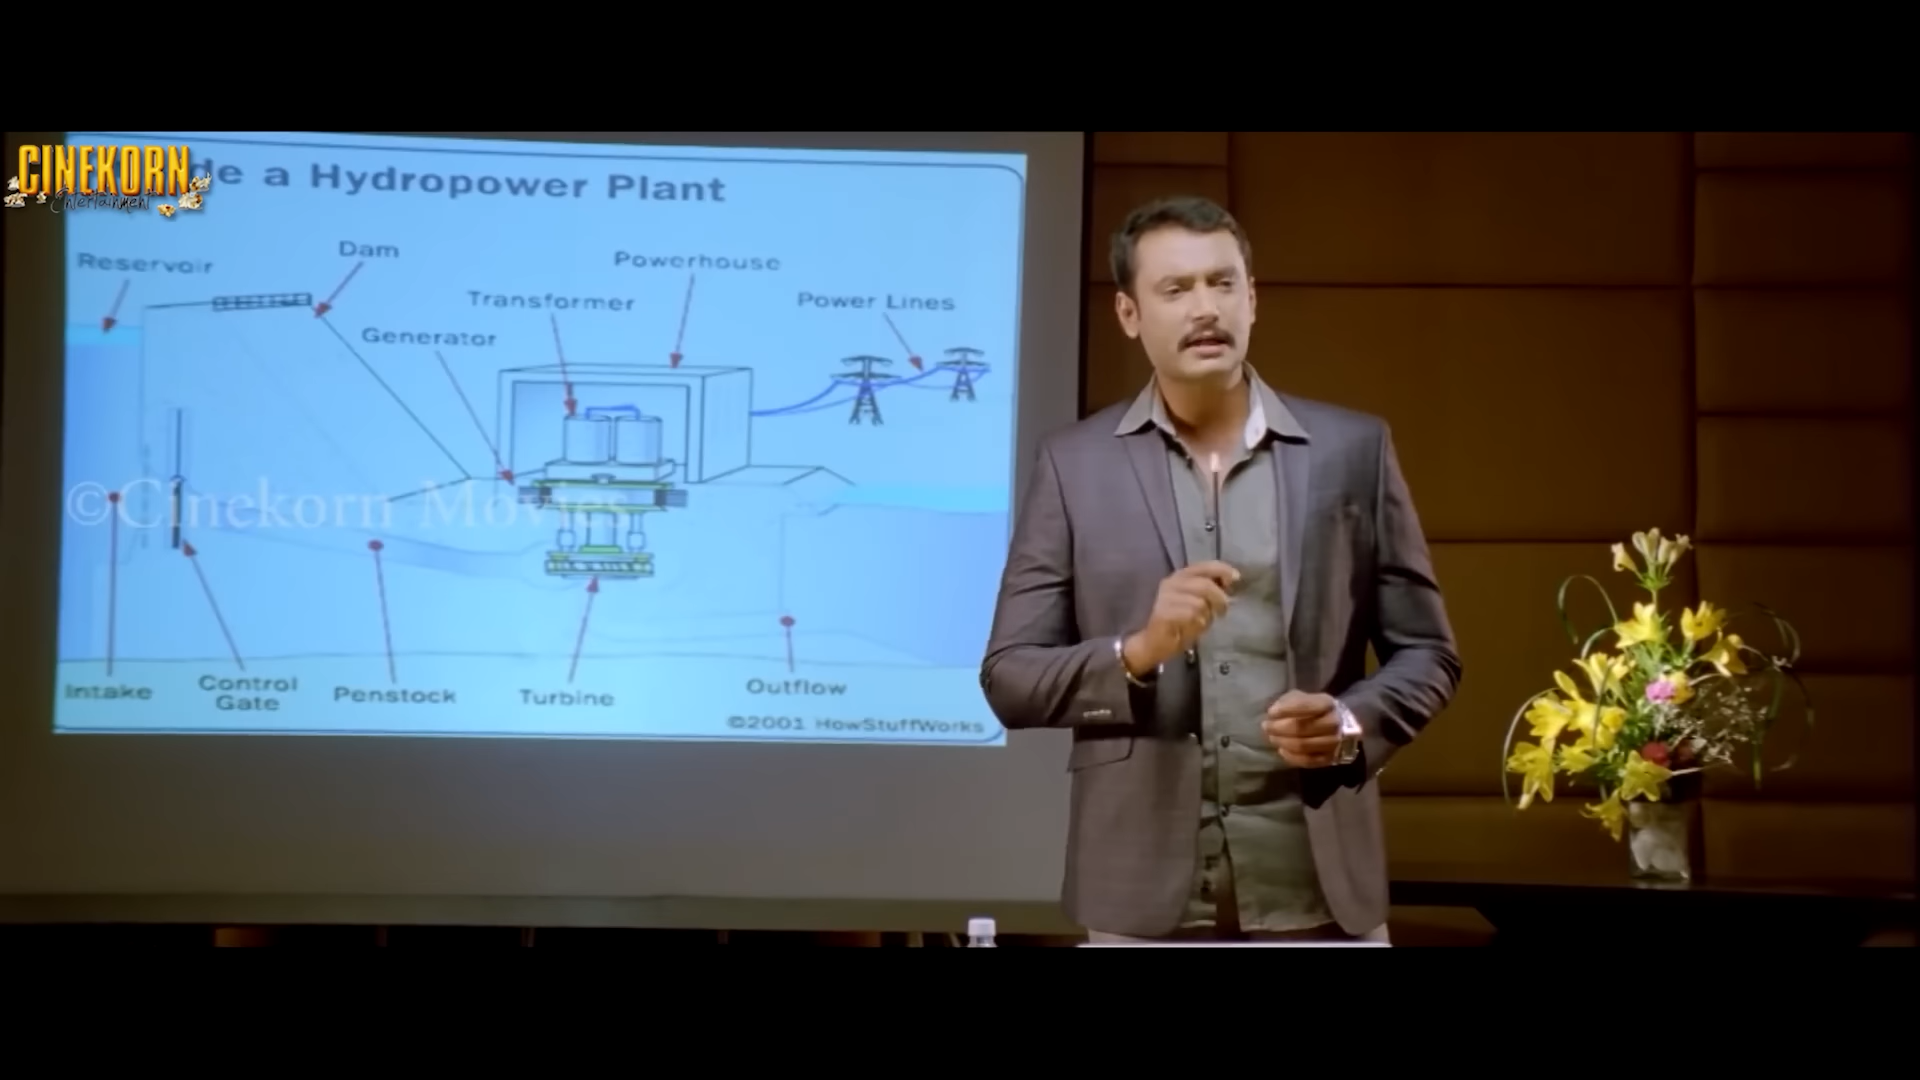 CINEKORN
Entertainment
de a Hydropower Plant
Reservoir
Dam
Powerhouse
Transformer
Power Lines
Generator
©Cinekorn Movies
Intake
Control
Gate
Penstock
Turbine
Outflow
©2001 HowStuffWorks